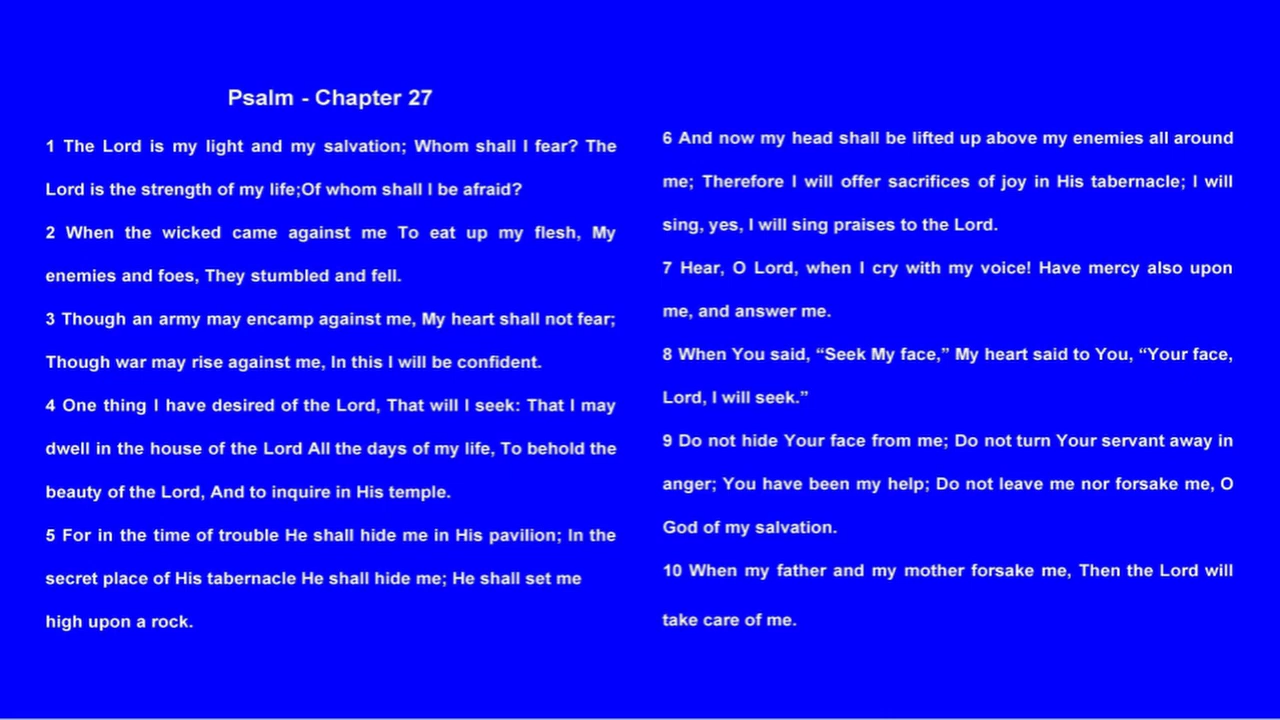 Psalm - Chapter 27
1 The Lord is my light and my salvation; Whom shall I fear? The
Lord is the strength of my life;Of whom shall I be afraid?
2 When the wicked came against me To eat up my flesh, My
enemies and foes, They stumbled and fell.
3 Though an army may encamp against me, My heart shall not fear;
Though war may rise against me, In this I will be confident.
4 One thing I have desired of the Lord, That will I seek: That I may
dwell in the house of the Lord All the days of my life, To behold the
beauty of the Lord, And to inquire in His temple.
5 For in the time of trouble He shall hide me in His pavilion; In the
secret place of His tabernacle He shall hide me; He shall set me
high upon a rock.
6 And now my head shall be lifted up above my enemies all around
me; Therefore I will offer sacrifices of joy in His tabernacle; I will
sing, yes, I will sing praises to the Lord.
7 Hear, O Lord, when I cry with my voice! Have mercy also upon
me, and answer me.
8 When You said, “Seek My face,” My heart said to You, “Your face,
Lord, I will seek.”
9 Do not hide Your face from me; Do not turn Your servant away in
anger; You have been my help; Do not leave me nor forsake me, O
God of my salvation.
10 When my father and my mother forsake me, Then the Lord will
take care of me.